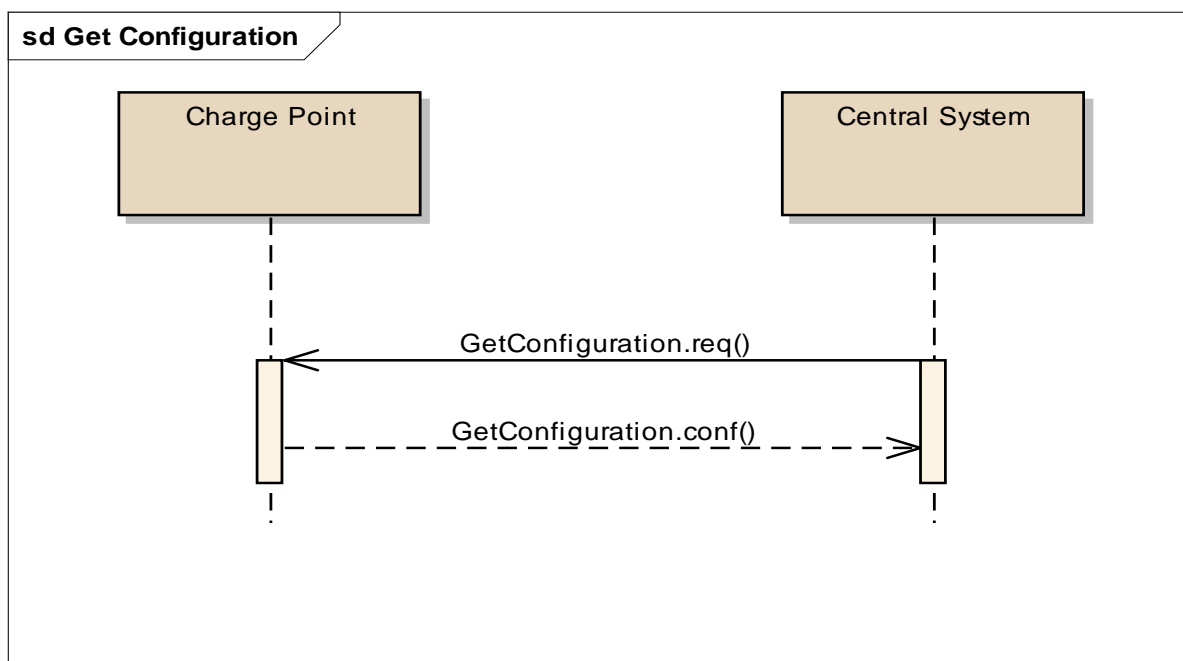 sd Get Configuration
Charge Point
Central System
GetConfiguration.req()
GetConfiguration.conf()